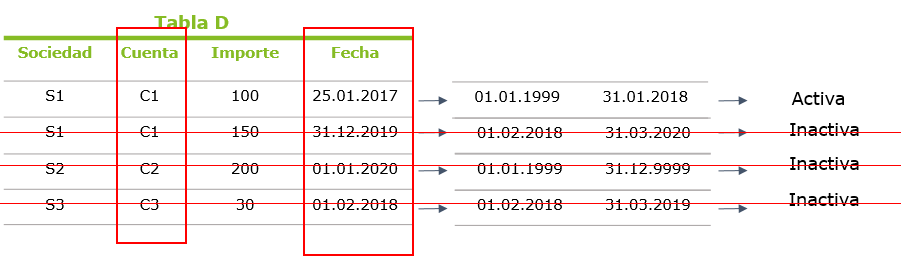 Tabla D
Sociedad Cuenta Importe Fecha
S1 C1 100 25.01.2017 01.01.1999 31.01.2018 Activa
S1 C1 150 31.12.2019 01.02.2018 31.03.2020 Inactiva
S2 C2 200 01.01.2020 01.01.1999 31.12.9999 Inactiva
S3 C3 30 01.02.2018 01.02.2018 31.03.2019 Inactiva